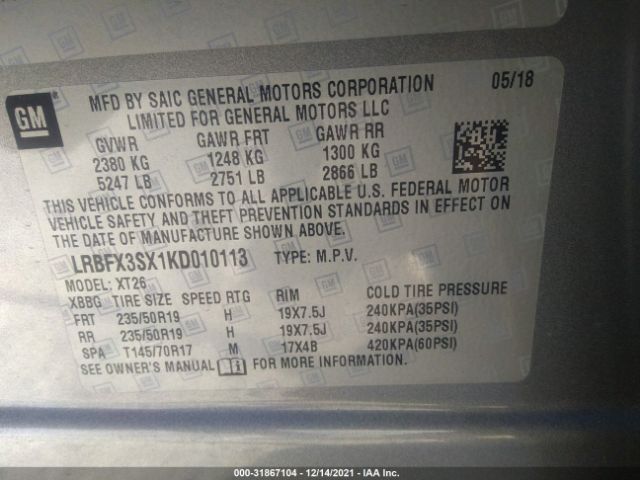 GM
MFD BY SAIC GENERAL MOTORS CORPORATION 05/18
LIMITED FOR GENERAL MOTORS LLC
GVWR GAWR FRT GAWR RR
2380 KG 1248 KG 1300 KG
5247 LB 2751 LB 2866 LB
THIS VEHICLE CONFORMS TO ALL APPLICABLE U.S. FEDERAL MOTOR
VEHICLE SAFETY AND THEFT PREVENTION STANDARDS IN EFFECT ON
THE DATE OF MANUFACTURE SHOWN ABOVE.
LRBFX3SX1KD010113 TYPE: M.P.V.
MODEL: XT26
XBBG TIRE SIZE SPEED RTG RIM COLD TIRE PRESSURE
FRT 235/50R19 H 19X7.5J 240KPA(35PSI)
RR 235/50R19 H 19X7.5J 240KPA(35PSI)
SPA T145/70R17 M 17X4B 420KPA(60PSI)
SEE OWNER'S MANUAL FOR MORE INFORMATION.
000-31867104 - 12/14/2021 - IAA Inc.